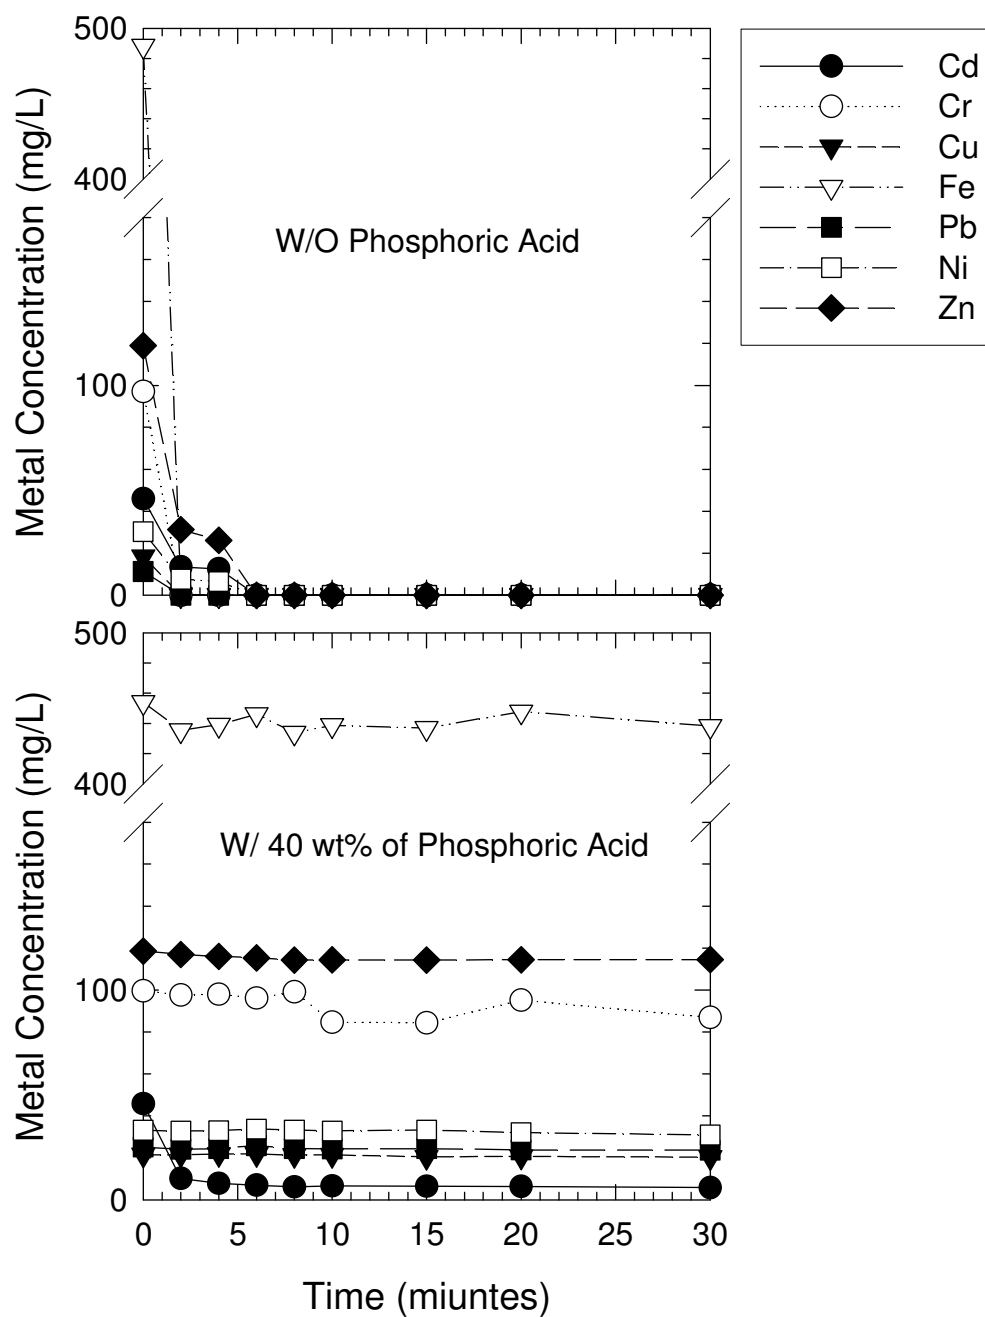 500
400
100
0
Metal Concentration (mg/L)
W/O Phosphoric Acid
Cd
Cr
Cu
Fe
Pb
Ni
Zn
500
400
100
0
Metal Concentration (mg/L)
W/ 40 wt% of Phosphoric Acid
0 5 10 15 20 25 30
Time (miuntes)